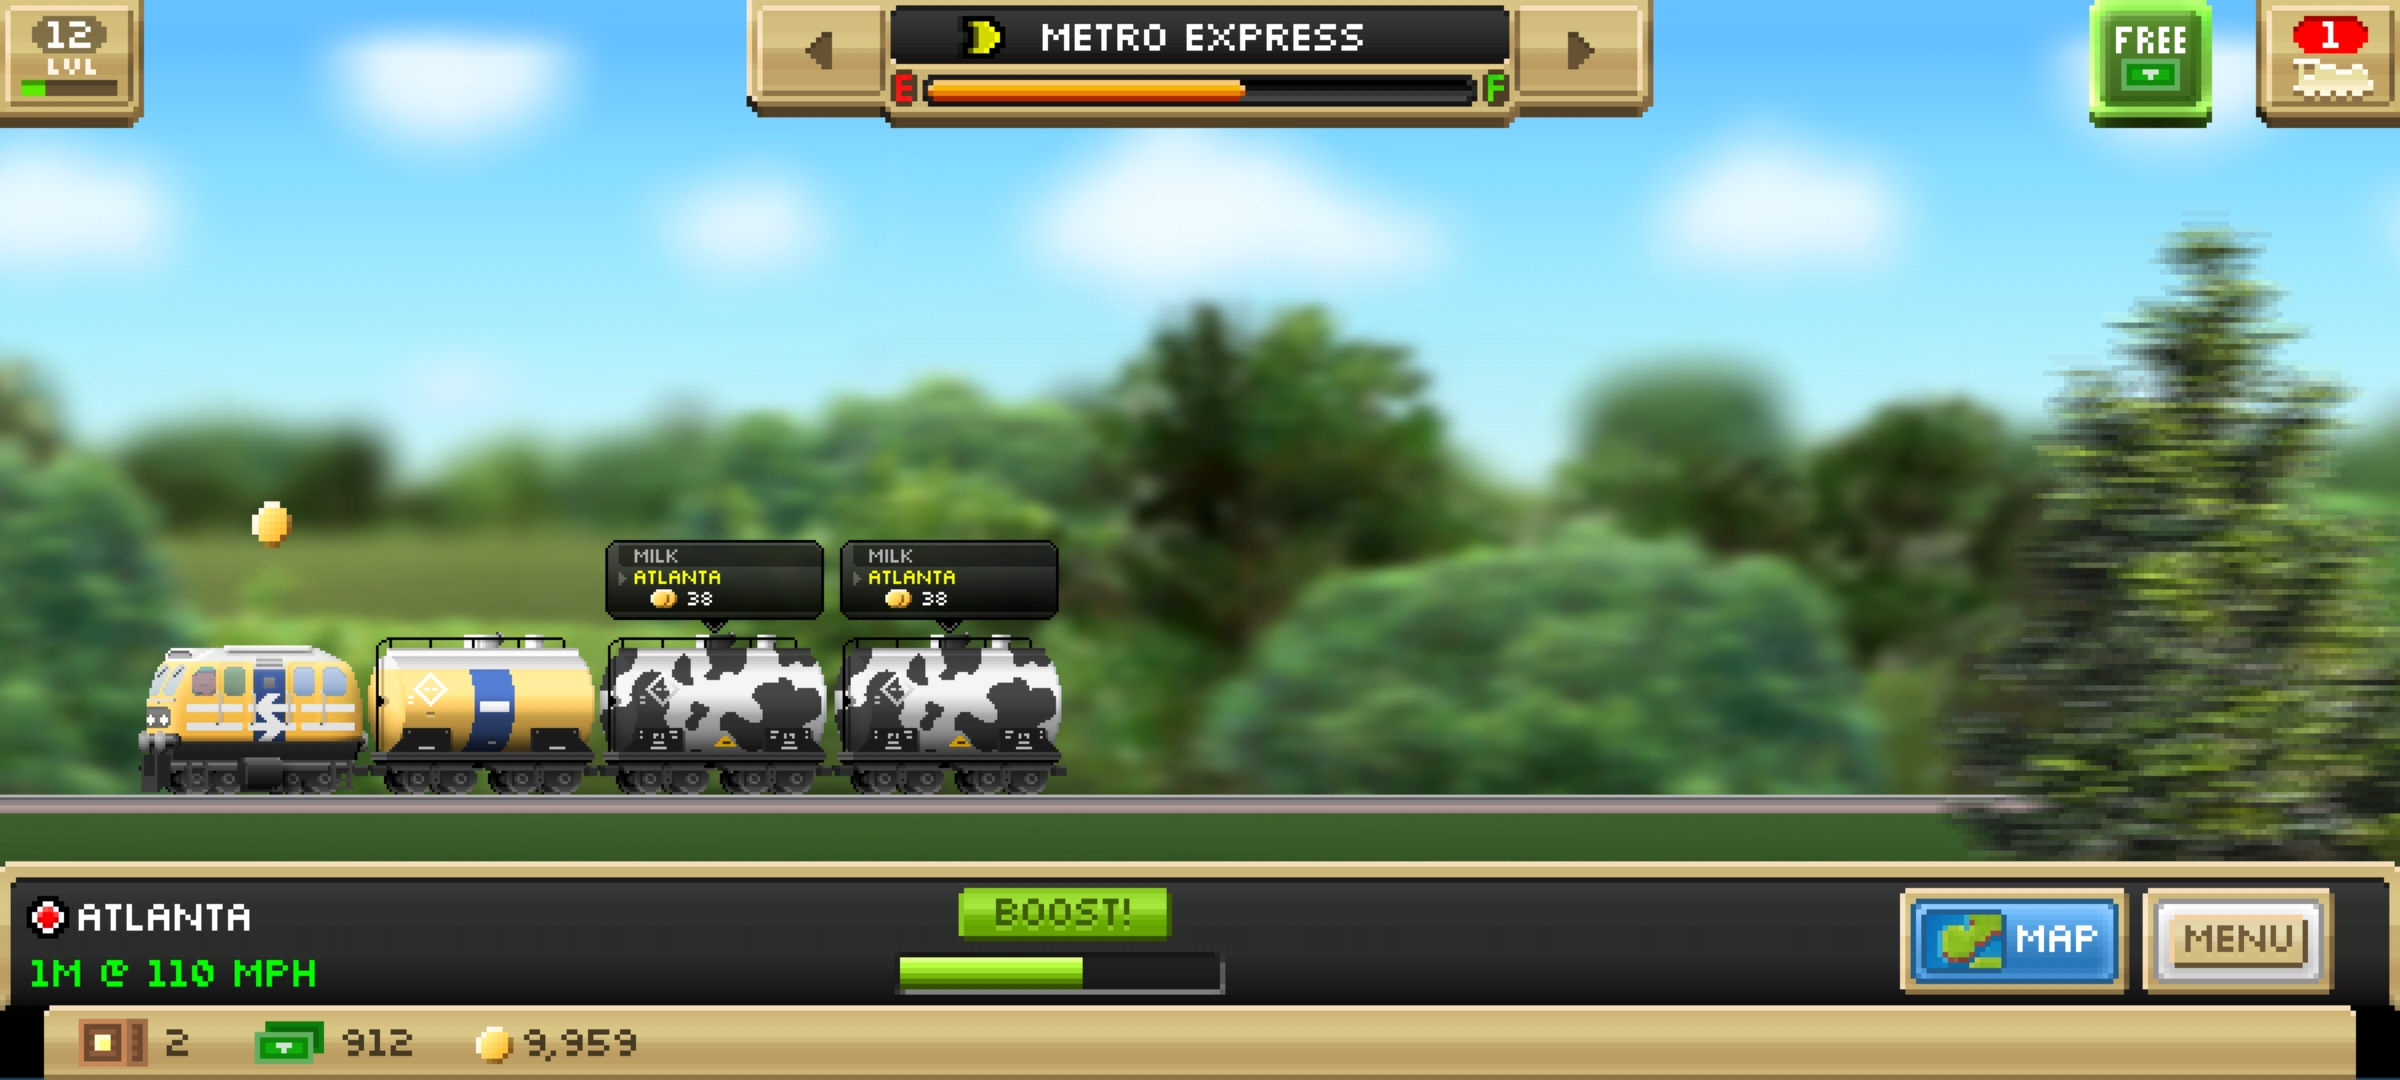 12
LVL
METRO EXPRESS
E F
FREE
1
MILK
ATLANTA
38
MILK
ATLANTA
38
ATLANTA
1M @ 110 MPH
BOOST!
MAP
MENU
2 912 9,959